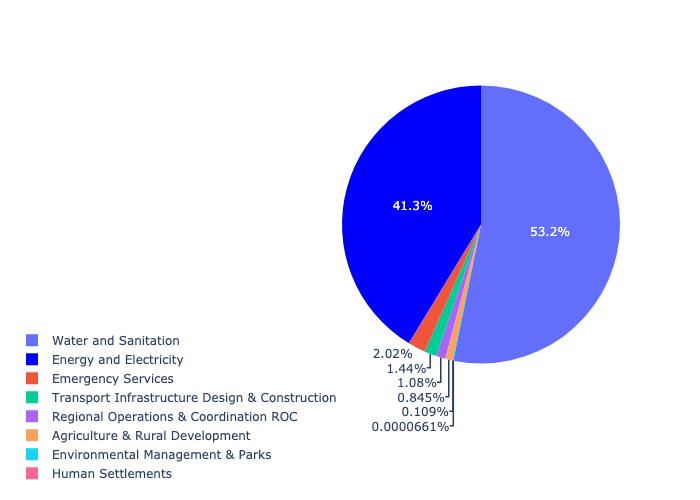 41.3%
53.2%
2.02%
1.44%
1.08%
0.845%
0.109%
0.0000661%
Water and Sanitation
Energy and Electricity
Emergency Services
Transport Infrastructure Design & Construction
Regional Operations & Coordination ROC
Agriculture & Rural Development
Environmental Management & Parks
Human Settlements